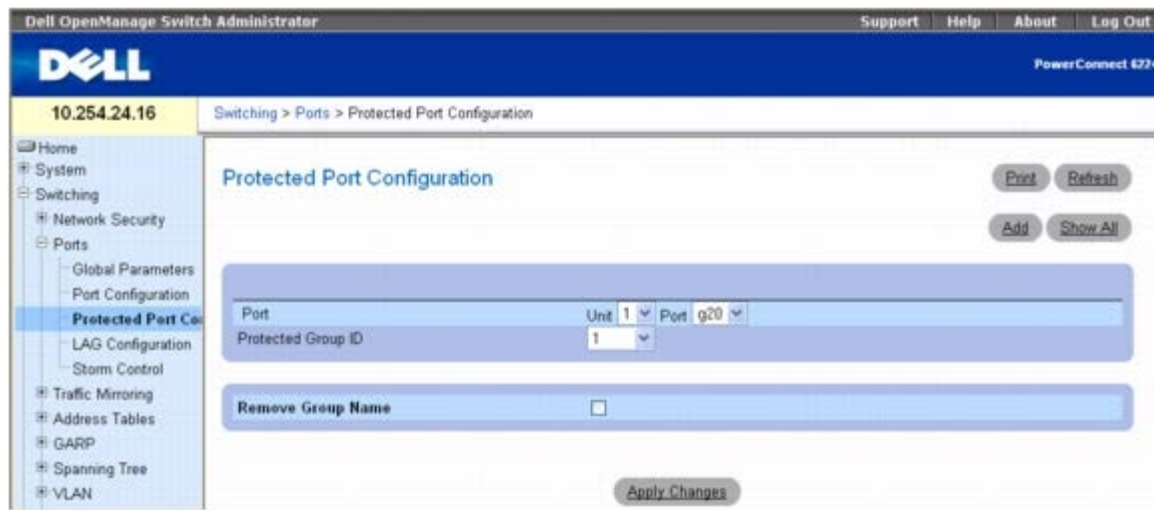 Dell OpenManage Switch Administrator Support Help About Log Out
DELL
PowerConnect 6224
10.254.24.16
Switching > Ports > Protected Port Configuration
Home
System
Switching
Network Security
Ports
Global Parameters
Port Configuration
Protected Port Co
LAG Configuration
Storm Control
Traffic Mirroring
Address Tables
GARP
Spanning Tree
VLAN
Protected Port Configuration
Print Refresh
Add Show All
Port Unit 1 Port g20
Protected Group ID 1
Remove Group Name
Apply Changes